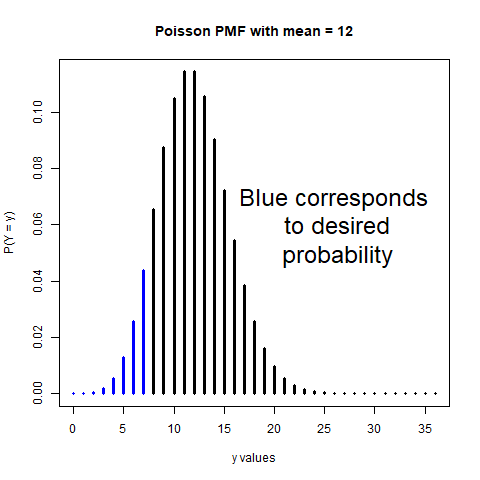 Poisson PMF with mean = 12
P(Y = y)
0.10
0.08
0.06
0.04
0.02
0.00
Blue corresponds
to desired
probability
0 5 10 15 20 25 30 35
y values